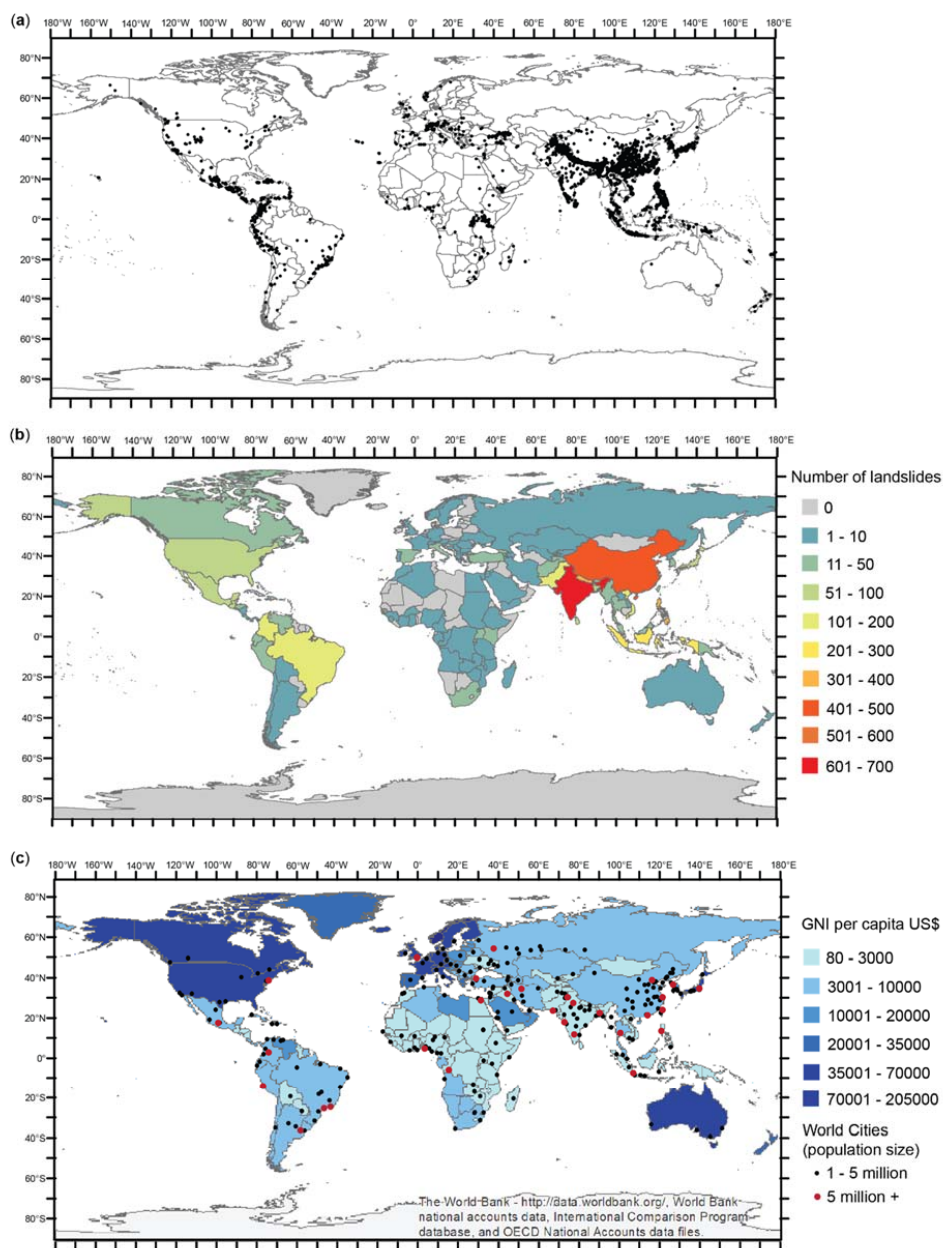 (a)
180°W 160°W 140°W 120°W 100°W 80°W 60°W 40°W 20°W 0° 20°E 40°E 60°E 80°E 100°E 120°E 140°E 160°E 180°E
80°N
60°N
40°N
20°N
0°
20°S
40°S
60°S
80°S
(b)
180°W 160°W 140°W 120°W 100°W 80°W 60°W 40°W 20°W 0° 20°E 40°E 60°E 80°E 100°E 120°E 140°E 160°E 180°E
80°N
60°N
40°N
20°N
0°
20°S
40°S
60°S
80°S
Number of landslides
0
1 - 10
11 - 50
51 - 100
101 - 200
201 - 300
301 - 400
401 - 500
501 - 600
601 - 700
(c)
180°W 160°W 140°W 120°W 100°W 80°W 60°W 40°W 20°W 0° 20°E 40°E 60°E 80°E 100°E 120°E 140°E 160°E 180°E
80°N
60°N
40°N
20°N
0°
20°S
40°S
60°S
80°S
GNI per capita US$
80 - 3000
3001 - 10000
10001 - 20000
20001 - 35000
35001 - 70000
70001 - 205000
World Cities
(population size)
1 - 5 million
5 million +
The World Bank - http://data.worldbank.org/, World Bank
national accounts data, International Comparison Program
database, and OECD National Accounts data files.